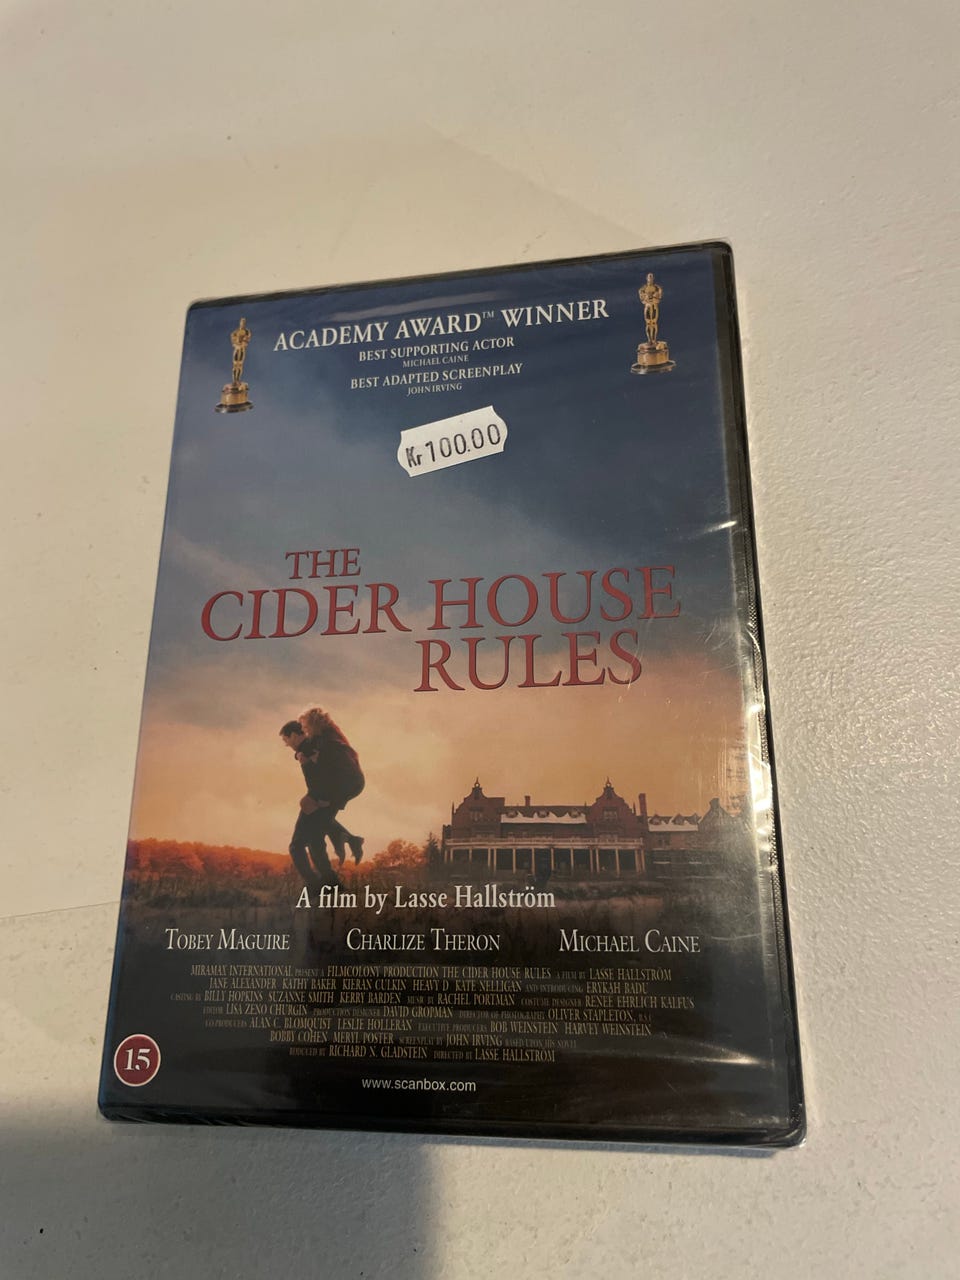 ACADEMY AWARD™ WINNER
BEST SUPPORTING ACTOR
MICHAEL CAINE
BEST ADAPTED SCREENPLAY
JOHN IRVING
Kr 100.00
THE
CIDER HOUSE
RULES
A film by Lasse Hallström
TOBEY MAGUIRE CHARLIZE THERON MICHAEL CAINE
MIRAMAX INTERNATIONAL PRESENTS A FILMCOLONY PRODUCTION THE CIDER HOUSE RULES A FILM BY LASSE HALLSTRÖM
JANE ALEXANDER KATHY BAKER KIERAN CULKIN HEAVY D KATE NELLIGAN AND INTRODUCING ERYKAH BADU
CASTING BY BILLY HOPKINS SUZANNE SMITH KERRY BARDEN MUSIC BY RACHEL PORTMAN COSTUME DESIGNER RENEE EHRLICH KALFUS
EDITOR LISA ZENO CHURGIN PRODUCTION DESIGNER DAVID GROPMAN DIRECTOR OF PHOTOGRAPHY OLIVER STAPLETON, B.S.C.
CO-PRODUCERS ALAN C. BLOMQUIST LESLIE HOLLERAN EXECUTIVE PRODUCERS BOB WEINSTEIN HARVEY WEINSTEIN
BOBBY COHEN MERYL POSTER SCREENPLAY BY JOHN IRVING BASED UPON HIS NOVEL
PRODUCED BY RICHARD N. GLADSTEIN DIRECTED BY LASSE HALLSTRÖM
15
www.scanbox.com